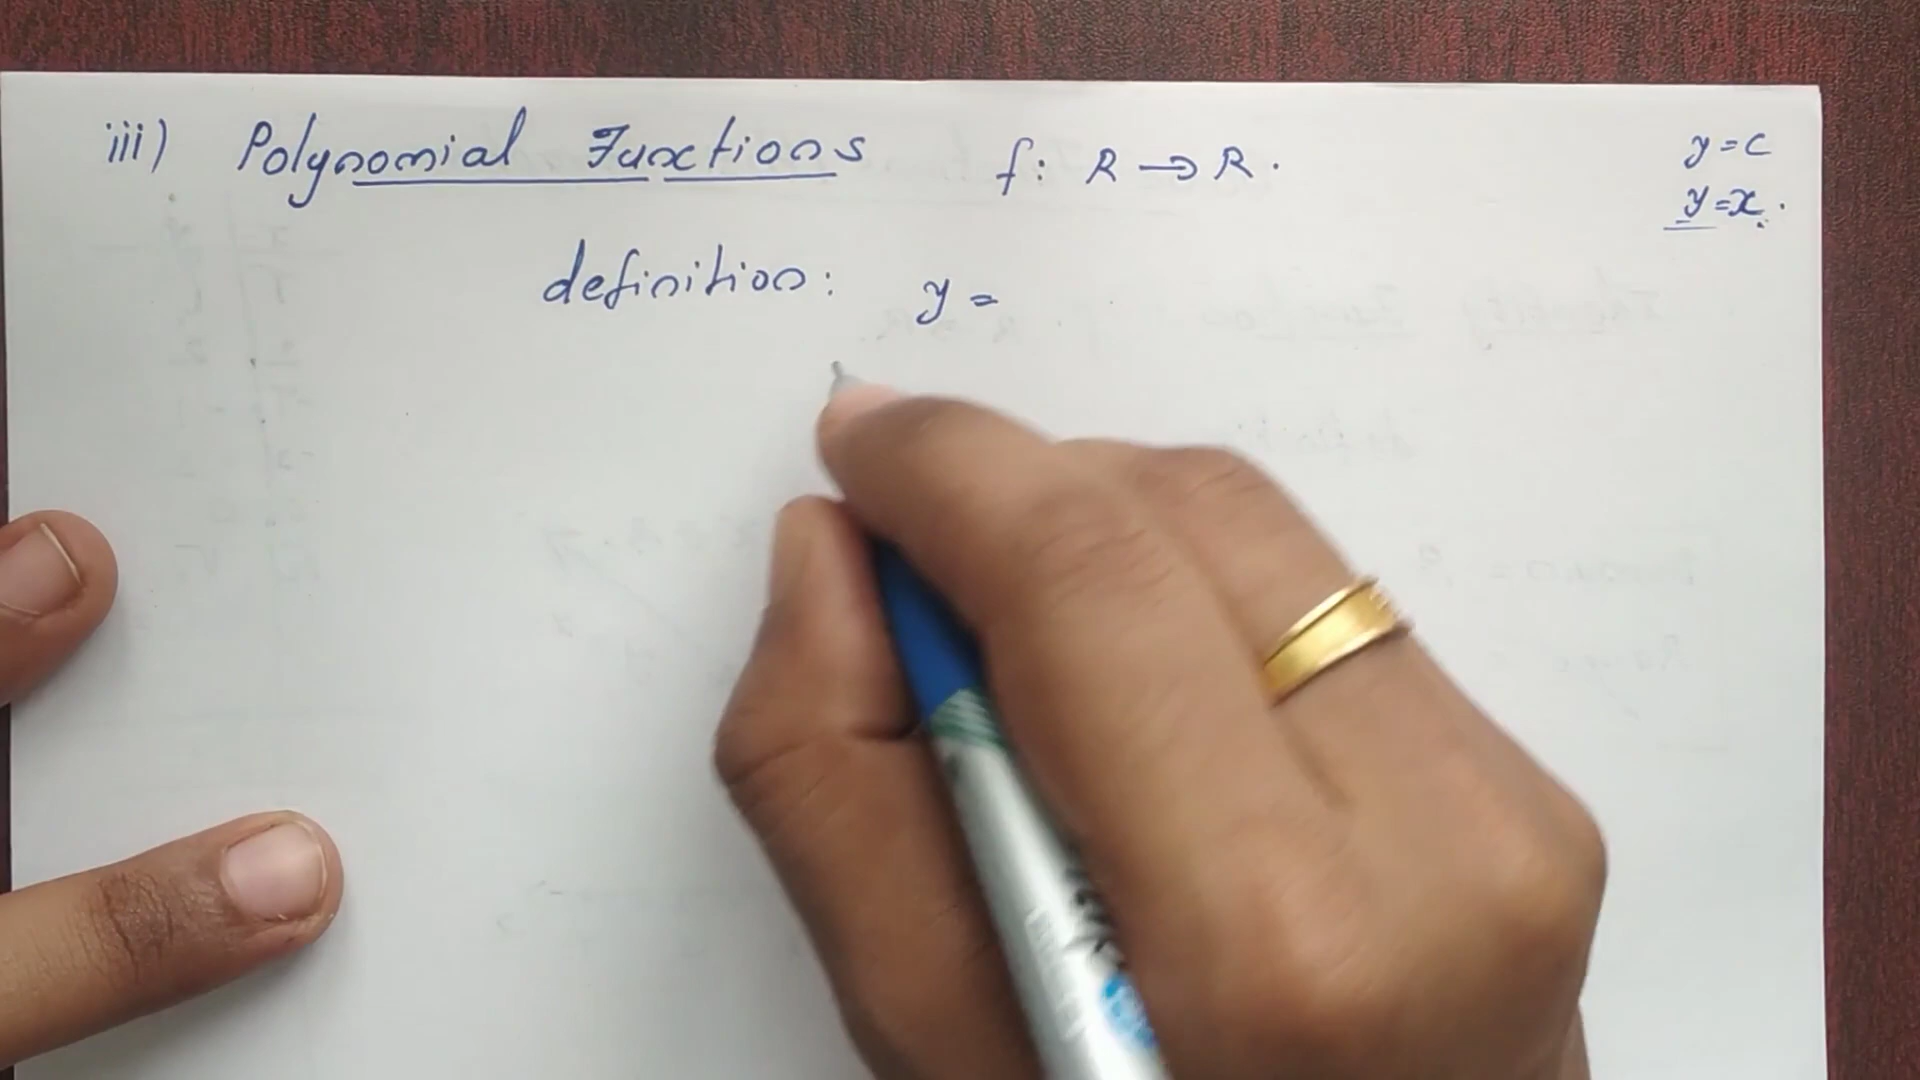 iii) Polynomial Functions f: R → R.
y = c
y = x.
definition: y =